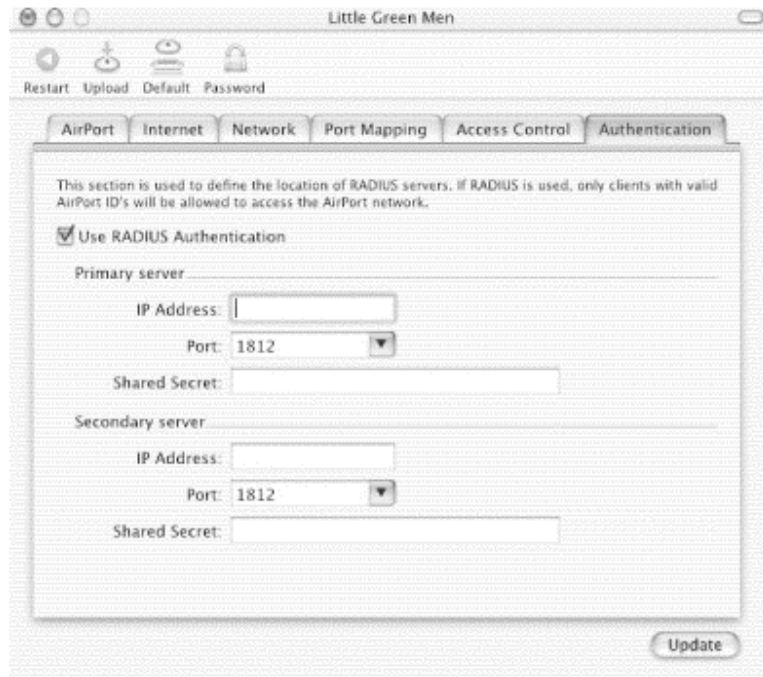 Little Green Men
Restart Upload Default Password
AirPort Internet Network Port Mapping Access Control Authentication
This section is used to define the location of RADIUS servers. If RADIUS is used, only clients with valid
AirPort ID's will be allowed to access the AirPort network.
Use RADIUS Authentication
Primary server
IP Address:
Port: 1812
Shared Secret:
Secondary server
IP Address:
Port: 1812
Shared Secret:
Update